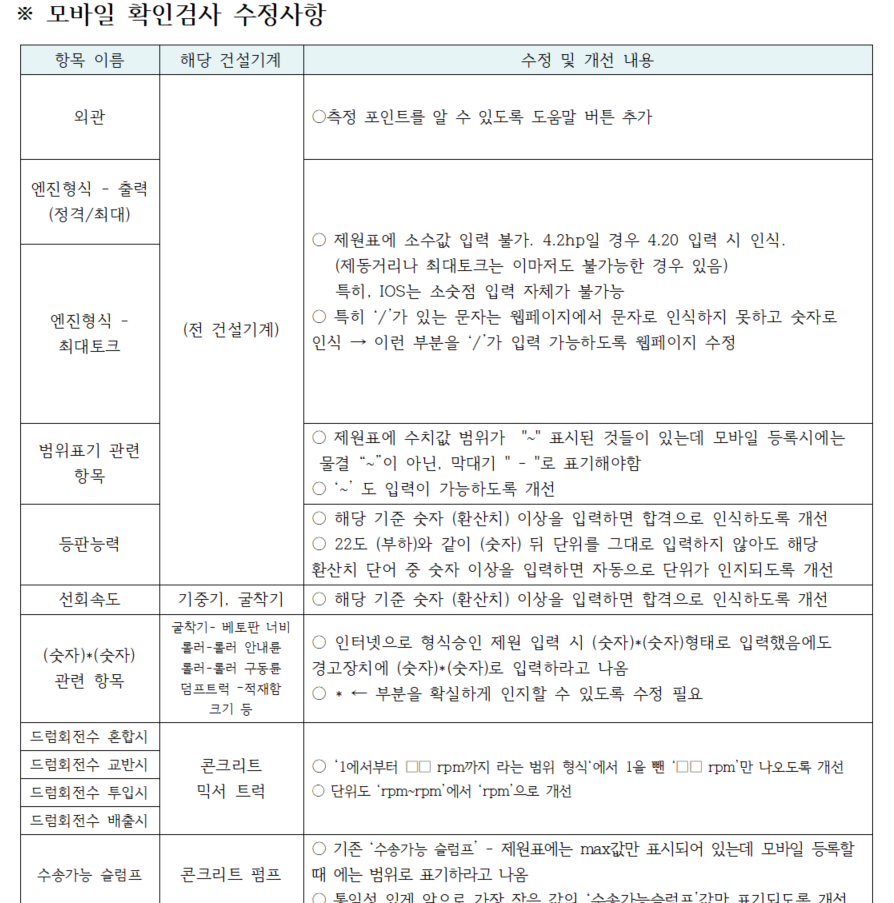 ※ 모바일 확인검사 수정사항
항목 이름
해당 건설기계
수정 및 개선 내용
외관
(전 건설기계)
○측정 포인트를 알 수 있도록 도움말 버튼 추가
엔진형식 - 출력
(정격/최대)
엔진형식 -
최대토크
○ 제원표에 소수값 입력 불가. 4.2hp일 경우 4.20 입력 시 인식.
(제동거리나 최대토크는 이마저도 불가능한 경우 있음)
특히, IOS는 소숫점 입력 자체가 불가능
○ 특히 ‘/’가 있는 문자는 웹페이지에서 문자로 인식하지 못하고 숫자로
인식 → 이런 부분을 ‘/’가 입력 가능하도록 웹페이지 수정
범위표기 관련
항목
○ 제원표에 수치값 범위가 "~" 표시된 것들이 있는데 모바일 등록시에는
물결 “~”이 아닌, 막대기 " - "로 표기해야함
○ ‘~’ 도 입력이 가능하도록 개선
등판능력
○ 해당 기준 숫자 (환산치) 이상을 입력하면 합격으로 인식하도록 개선
○ 22도 (부하)와 같이 (숫자) 뒤 단위를 그대로 입력하지 않아도 해당
환산치 단어 중 숫자 이상을 입력하면 자동으로 단위가 인지되도록 개선
선회속도
기중기, 굴착기
○ 해당 기준 숫자 (환산치) 이상을 입력하면 합격으로 인식하도록 개선
(숫자)*(숫자)
관련 항목
굴착기- 베토판 너비
롤러-롤러 안내륜
롤러-롤러 구동륜
덤프트럭 -적재함
크기 등
○ 인터넷으로 형식승인 제원 입력 시 (숫자)*(숫자)형태로 입력했음에도
경고장치에 (숫자)*(숫자)로 입력하라고 나옴
○ * ← 부분을 확실하게 인지할 수 있도록 수정 필요
드럼회전수 혼합시
드럼회전수 교반시
드럼회전수 투입시
드럼회전수 배출시
콘크리트
믹서 트럭
○ ‘1에서부터 □□ rpm까지 라는 범위 형식‘에서 1을 뺀 ‘□□ rpm’만 나오도록 개선
○ 단위도 ‘rpm~rpm’에서 ‘rpm’으로 개선
수송가능 슬럼프
콘크리트 펌프
○ 기존 ‘수송가능 슬럼프’ - 제원표에는 max값만 표시되어 있는데 모바일 등록할
때 에는 범위로 표기하라고 나옴
○ 통일성 있게 앞으로 가장 작은 값의 ‘수송가능슬럼프’값만 표기되도록 개선